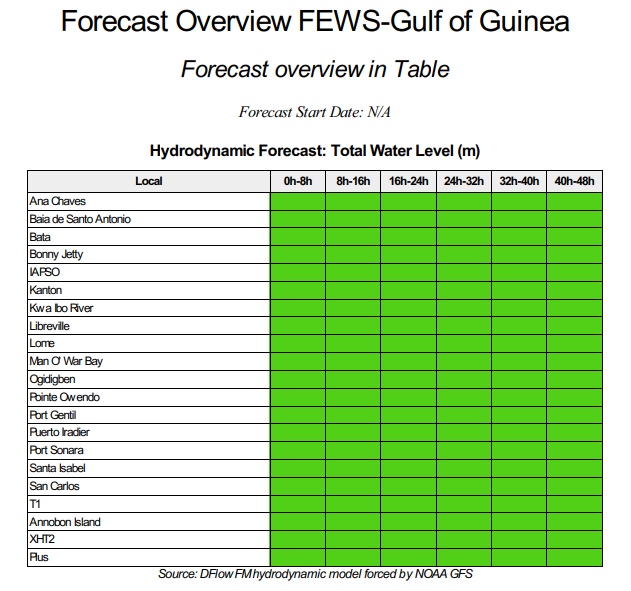 Forecast Overview FEWS-Gulf of Guinea
Forecast overview in Table
Forecast Start Date: N/A
Hydrodynamic Forecast: Total Water Level (m)
Local 0h-8h 8h-16h 16h-24h 24h-32h 32h-40h 40h-48h
Ana Chaves
Baia de Santo Antonio
Bata
Bonny Jetty
IAPSO
Kanton
Kwa Ibo River
Libreville
Lome
Man O' War Bay
Ogidigben
Pointe Owendo
Port Gentil
Puerto Iradier
Port Sonara
Santa Isabel
San Carlos
T1
Annobon Island
XHT2
Plus
Source: DFlow FM hydrodynamic model forced by NOAA GFS